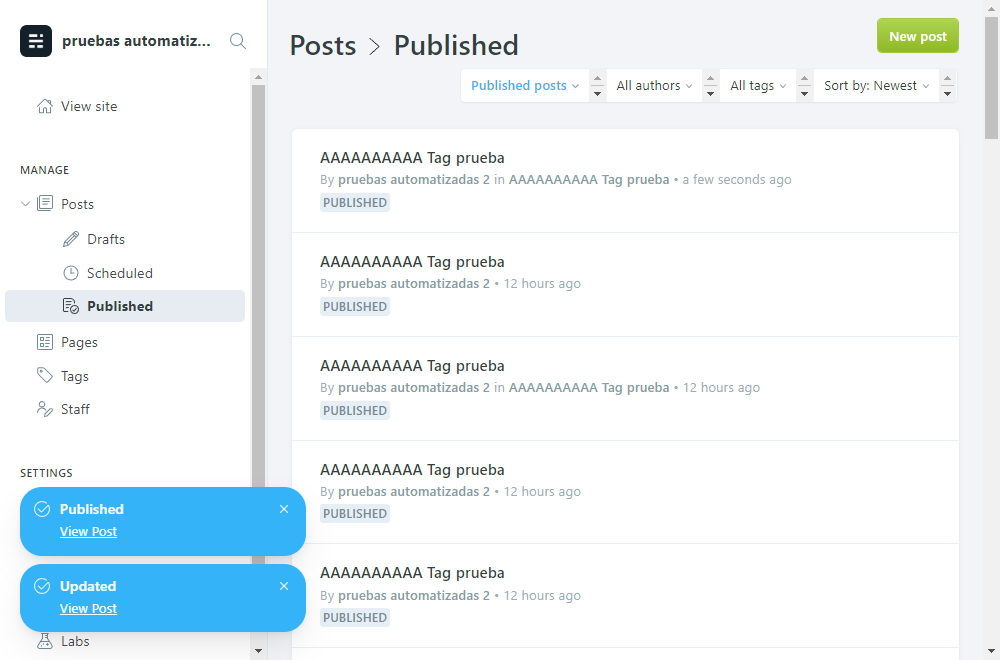 pruebas automatiz...
View site
MANAGE
Posts
Drafts
Scheduled
Published
Pages
Tags
Staff
SETTINGS
Published
View Post
Updated
View Post
Labs
Posts > Published
New post
Published posts
All authors
All tags
Sort by: Newest
AAAAAAAAAA Tag prueba
By pruebas automatizadas 2 in AAAAAAAAAA Tag prueba • a few seconds ago
PUBLISHED
AAAAAAAAAA Tag prueba
By pruebas automatizadas 2 • 12 hours ago
PUBLISHED
AAAAAAAAAA Tag prueba
By pruebas automatizadas 2 in AAAAAAAAAA Tag prueba • 12 hours ago
PUBLISHED
AAAAAAAAAA Tag prueba
By pruebas automatizadas 2 • 12 hours ago
PUBLISHED
AAAAAAAAAA Tag prueba
By pruebas automatizadas 2 • 12 hours ago
PUBLISHED